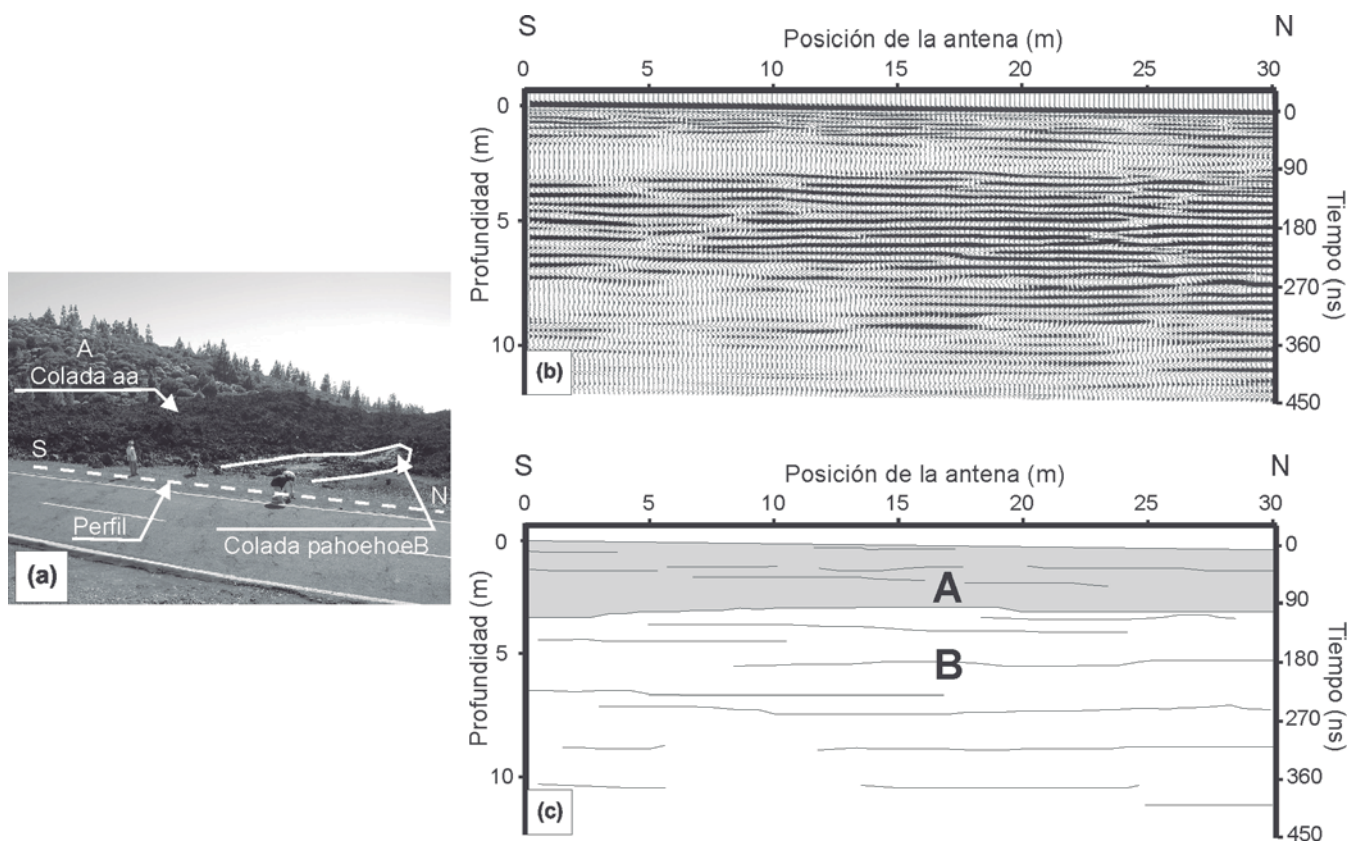 A
Colada aa
S
N
Perfil
Colada pahoehoeB
(a)
S
N
Posición de la antena (m)
0 5 10 15 20 25 30
Profundidad (m)
0
5
10
Tiempo (ns)
0
90
180
270
360
450
(b)
S
N
Posición de la antena (m)
0 5 10 15 20 25 30
Profundidad (m)
0
5
10
Tiempo (ns)
0
90
180
270
360
450
A
B
(c)